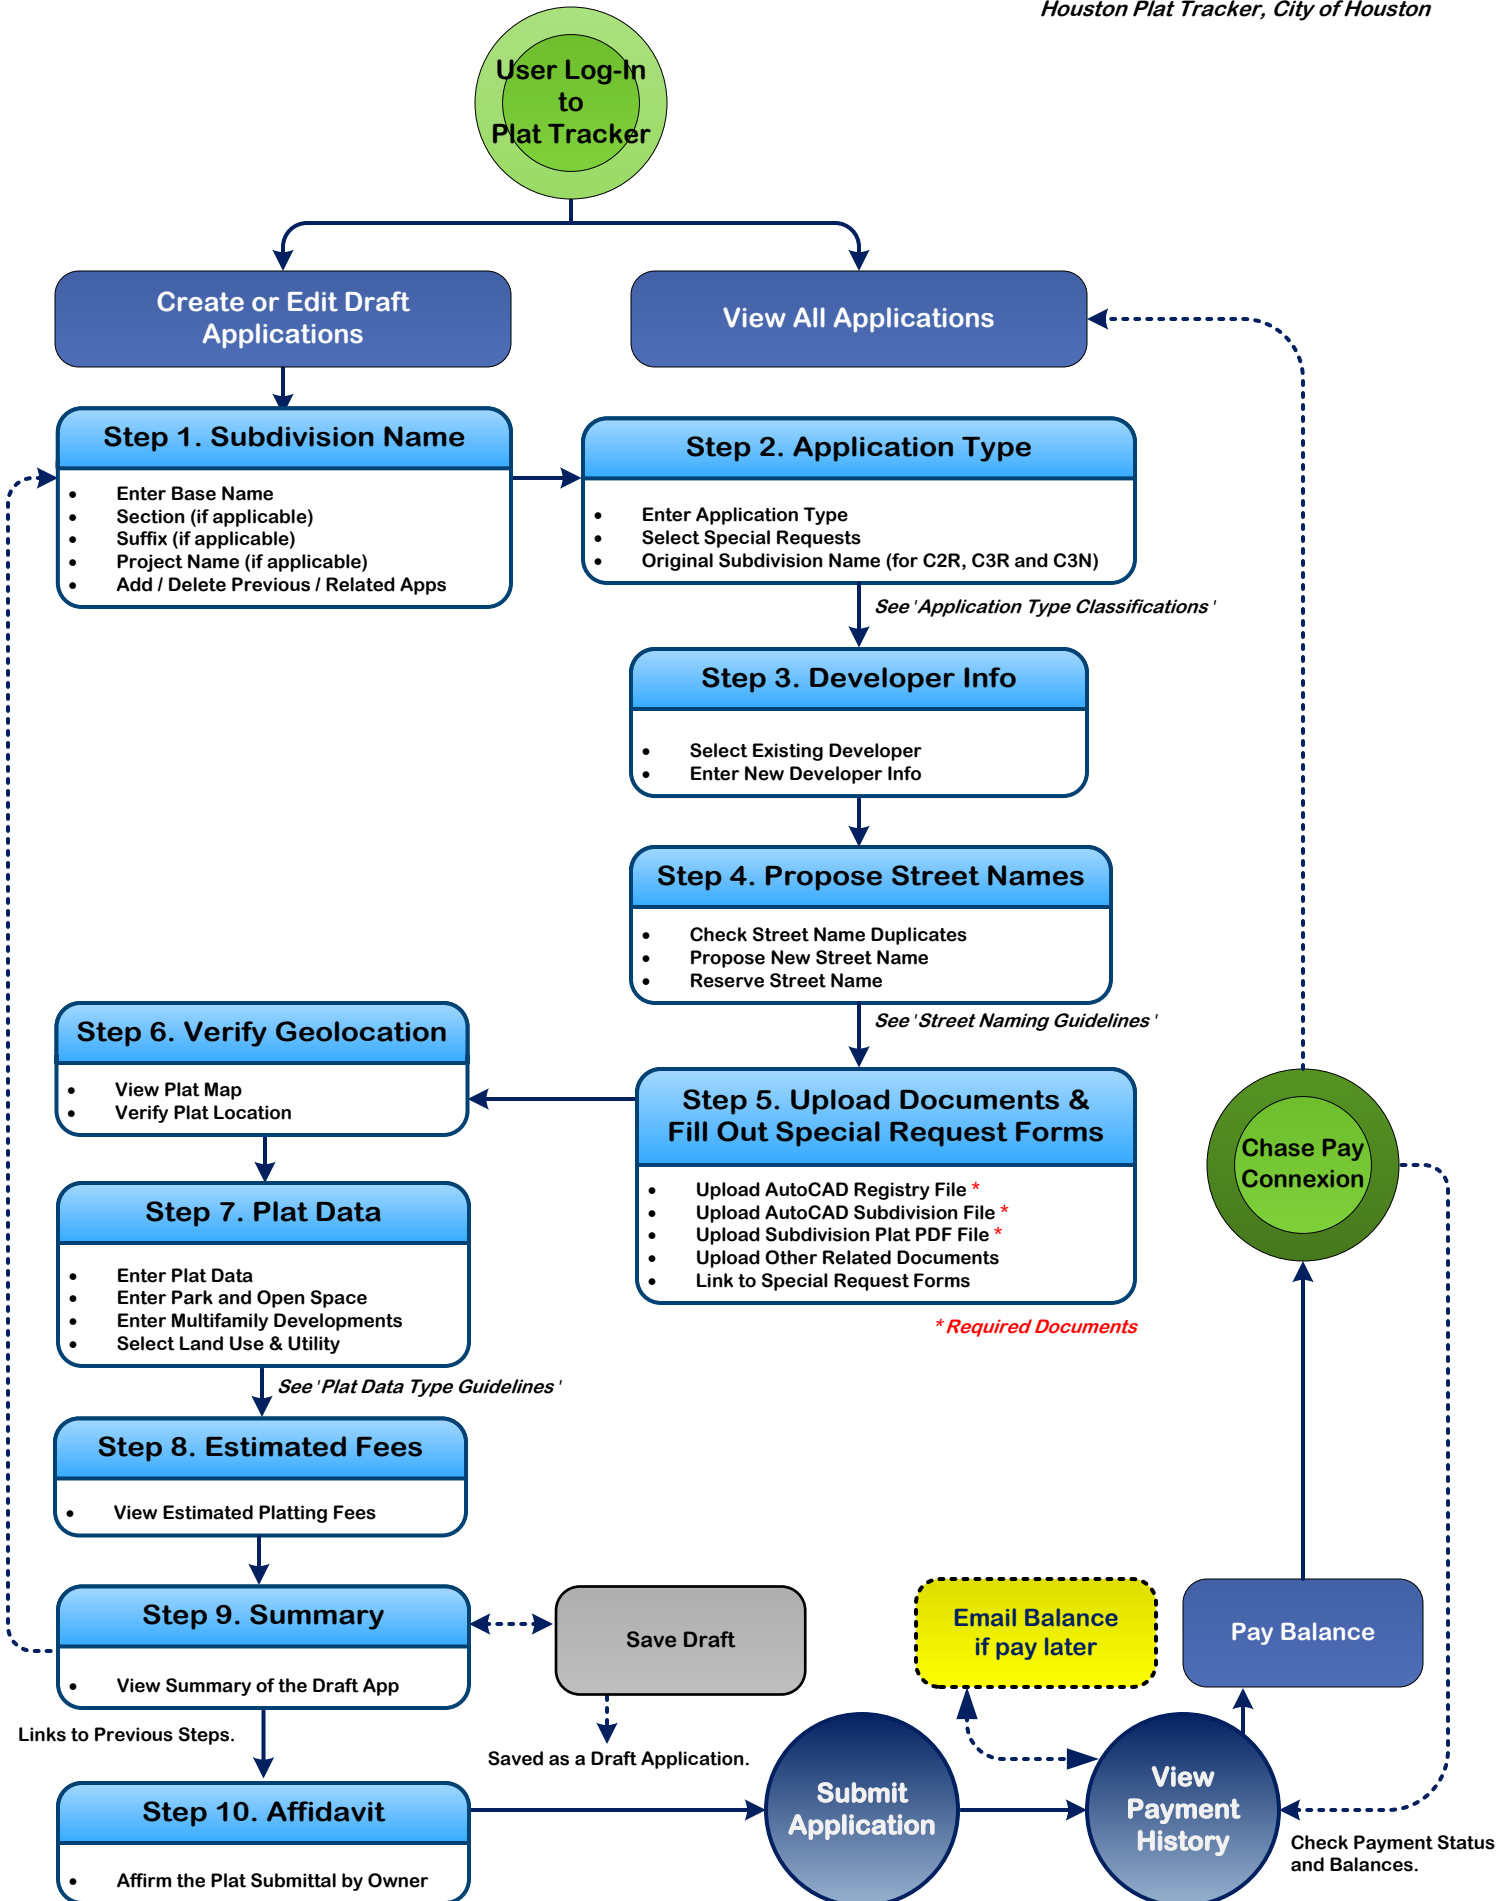 Houston Plat Tracker, City of Houston
User Log-In
to
Plat Tracker
Create or Edit Draft
Applications
View All Applications
Step 1. Subdivision Name
• Enter Base Name
• Section (if applicable)
• Suffix (if applicable)
• Project Name (if applicable)
• Add / Delete Previous / Related Apps
Step 2. Application Type
• Enter Application Type
• Select Special Requests
• Original Subdivision Name (for C2R, C3R and C3N)
See 'Application Type Classifications'
Step 3. Developer Info
• Select Existing Developer
• Enter New Developer Info
Step 4. Propose Street Names
• Check Street Name Duplicates
• Propose New Street Name
• Reserve Street Name
See 'Street Naming Guidelines'
Step 5. Upload Documents &
Fill Out Special Request Forms
• Upload AutoCAD Registry File *
• Upload AutoCAD Subdivision File *
• Upload Subdivision Plat PDF File *
• Upload Other Related Documents
• Link to Special Request Forms
* Required Documents
Step 6. Verify Geolocation
• View Plat Map
• Verify Plat Location
Step 7. Plat Data
• Enter Plat Data
• Enter Park and Open Space
• Enter Multifamily Developments
• Select Land Use & Utility
See 'Plat Data Type Guidelines'
Step 8. Estimated Fees
• View Estimated Platting Fees
Step 9. Summary
• View Summary of the Draft App
Links to Previous Steps.
Save Draft
Saved as a Draft Application.
Step 10. Affidavit
• Affirm the Plat Submittal by Owner
Submit
Application
View
Payment
History
Email Balance
if pay later
Pay Balance
Chase Pay
Connexion
Check Payment Status
and Balances.